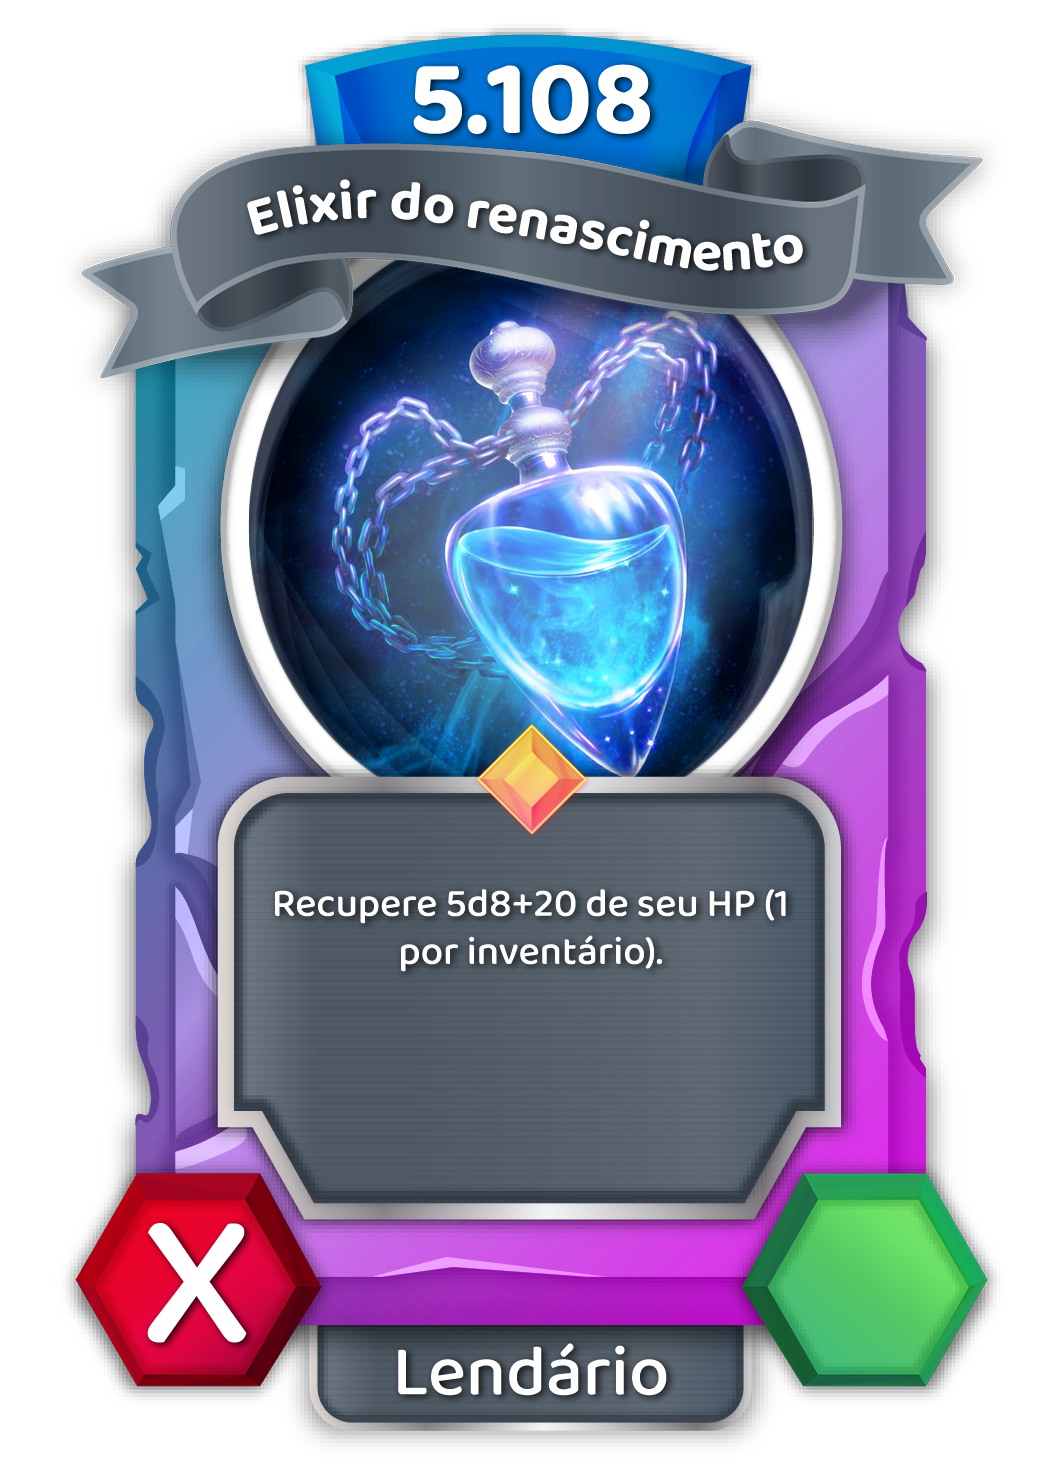 5.108
Elixir do renascimento
Recupere 5d8+20 de seu HP (1
por inventário).
X
Lendário